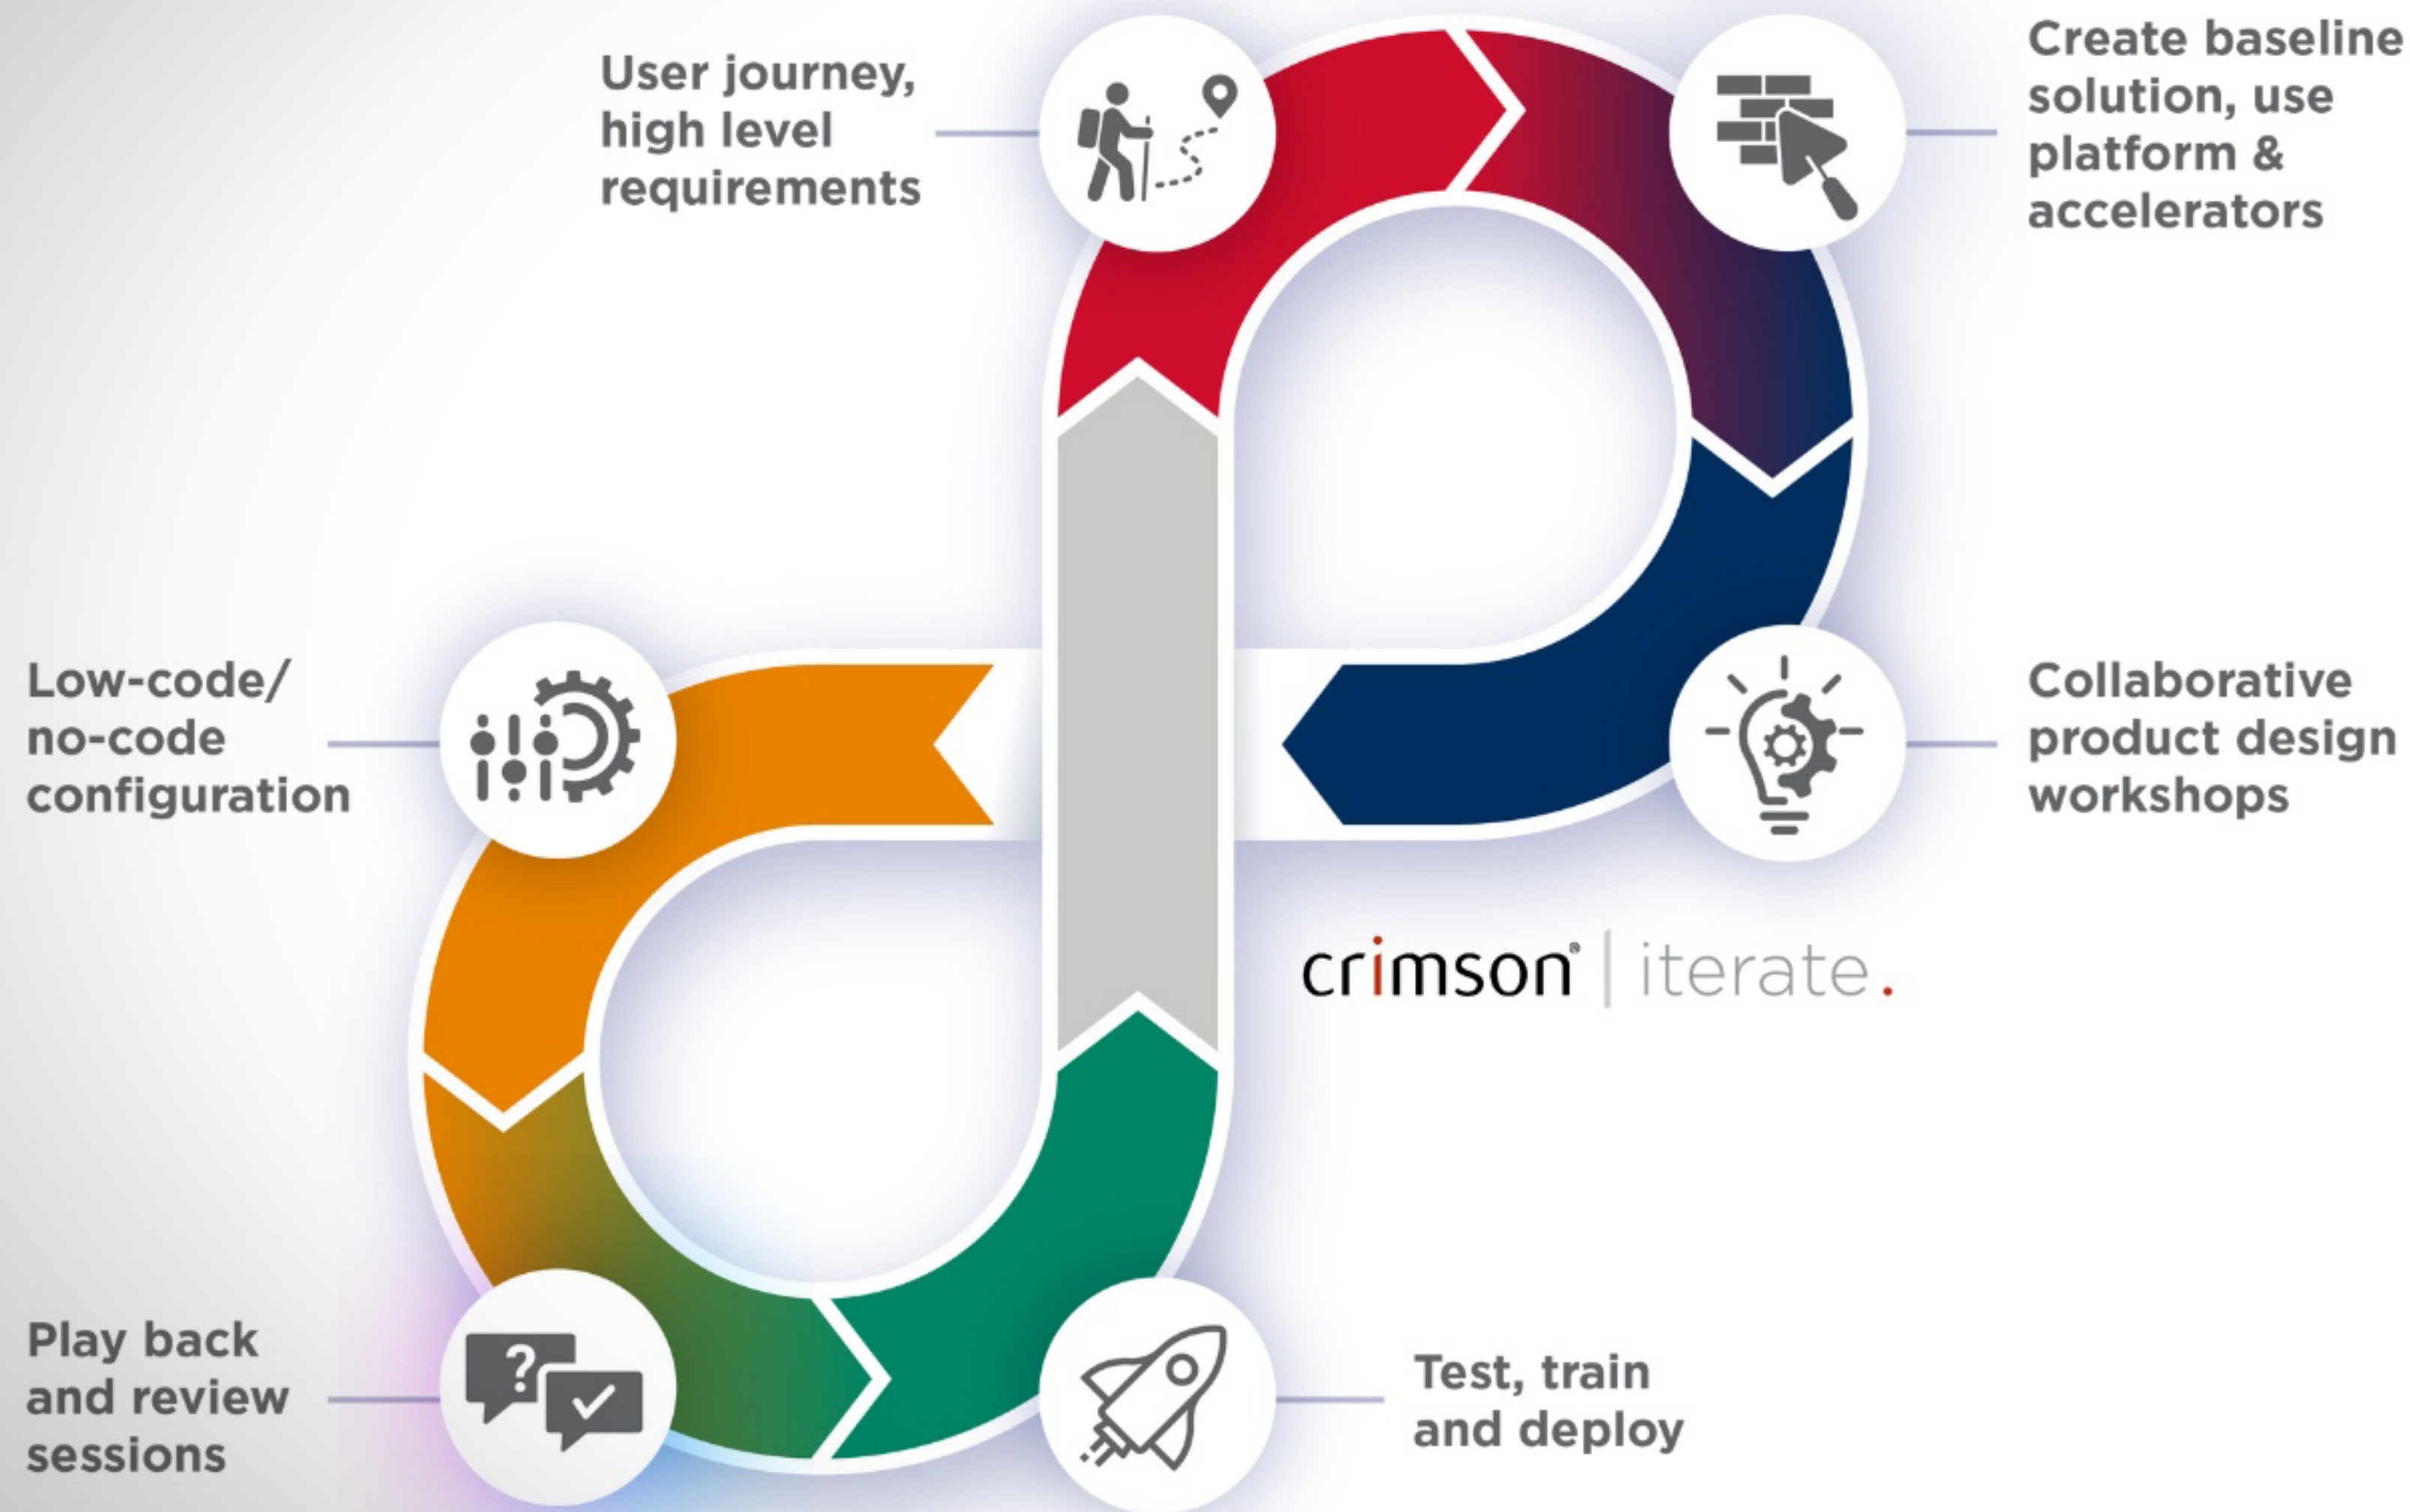 User journey,
high level
requirements
Create baseline
solution, use
platform &
accelerators
Low-code/
no-code
configuration
Collaborative
product design
workshops
crimson® | iterate.
Play back
and review
sessions
?
Test, train
and deploy